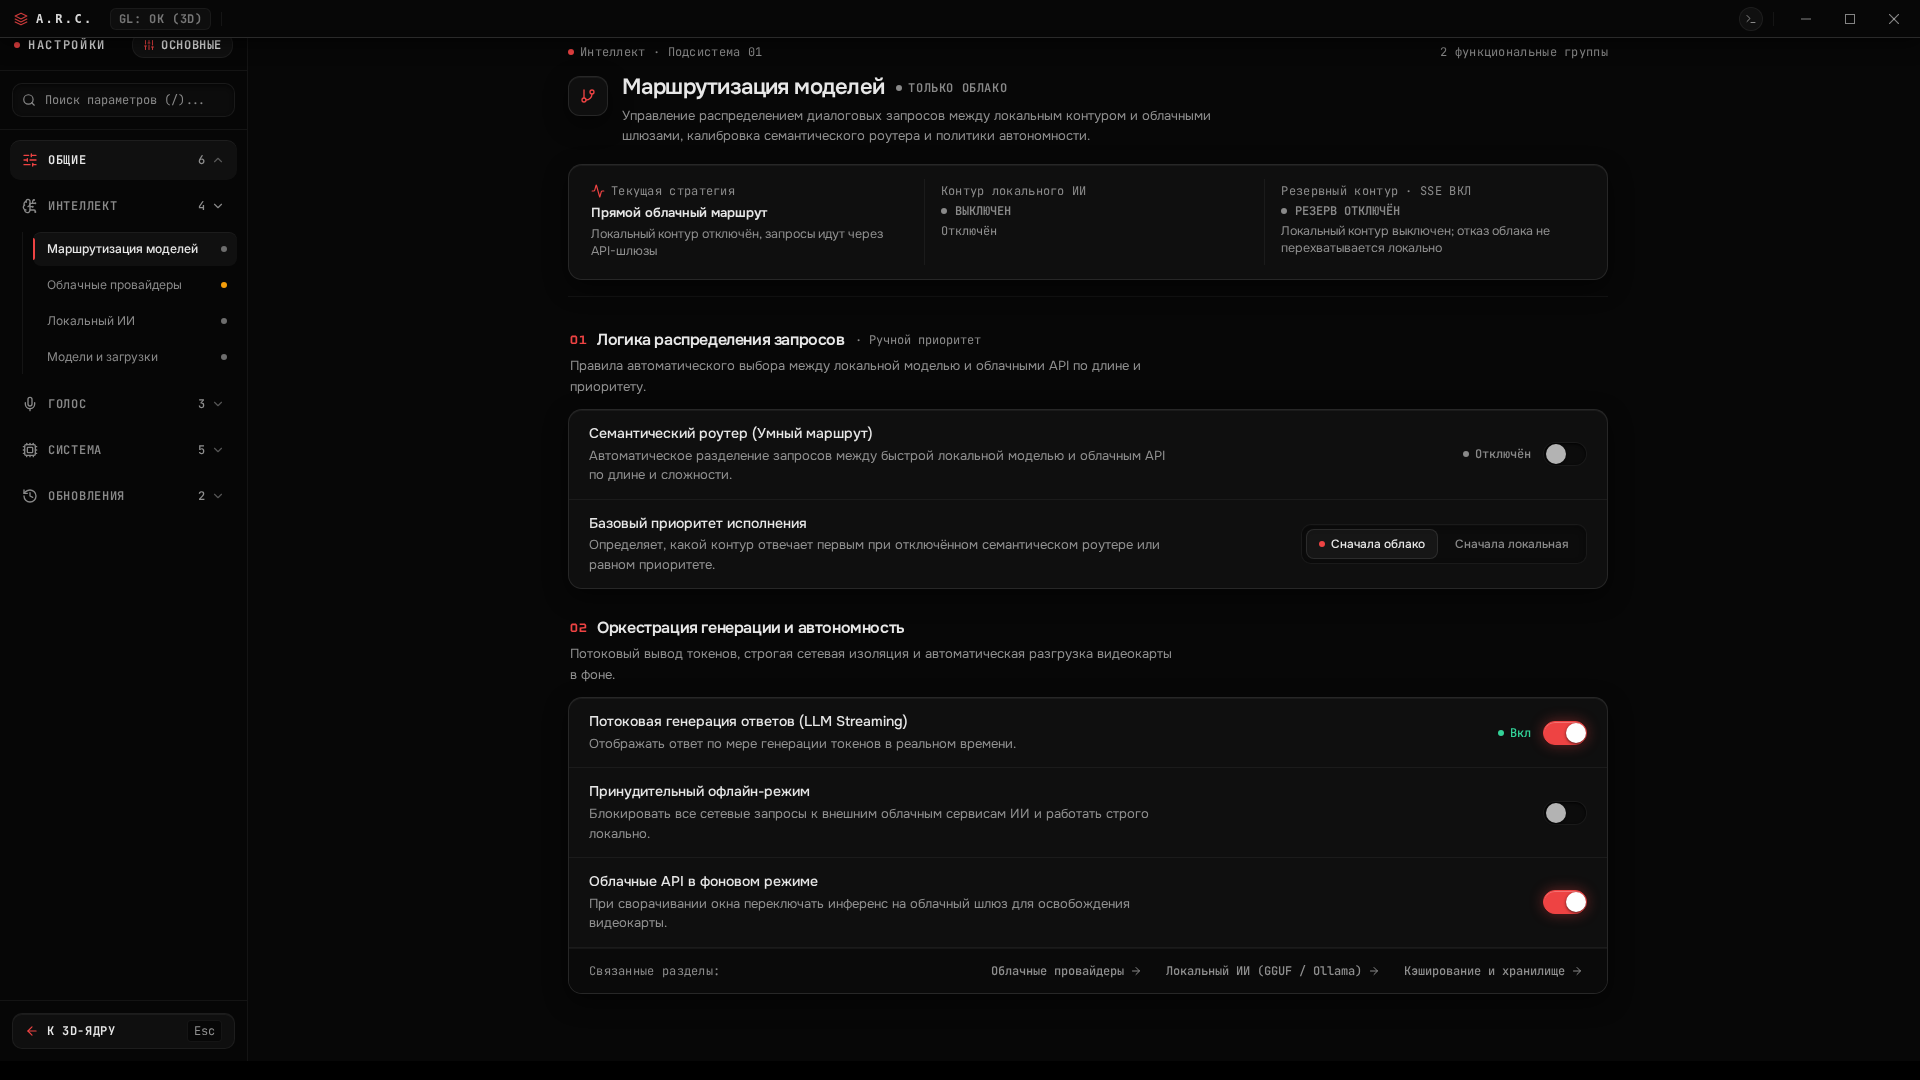 A.R.C.
GL: OK (3D)
НАСТРОЙКИ
ОСНОВНЫЕ
Поиск параметров (/)...
ОБЩИЕ 6
ИНТЕЛЛЕКТ 4
Маршрутизация моделей
Облачные провайдеры
Локальный ИИ
Модели и загрузки
ГОЛОС 3
СИСТЕМА 5
ОБНОВЛЕНИЯ 2
К 3D-ЯДРУ Esc
Интеллект · Подсистема 01
2 функциональные группы
Маршрутизация моделей
ТОЛЬКО ОБЛАКО
Управление распределением диалоговых запросов между локальным контуром и облачными
шлюзами, калибровка семантического роутера и политики автономности.
Текущая стратегия
Прямой облачный маршрут
Локальный контур отключён, запросы идут через
API-шлюзы
Контур локального ИИ
ВЫКЛЮЧЕН
Отключён
Резервный контур · SSE ВКЛ
РЕЗЕРВ ОТКЛЮЧЁН
Локальный контур выключен; отказ облака не
перехватывается локально
01 Логика распределения запросов · Ручной приоритет
Правила автоматического выбора между локальной моделью и облачными API по длине и
приоритету.
Семантический роутер (Умный маршрут)
Автоматическое разделение запросов между быстрой локальной моделью и облачным API
по длине и сложности.
Отключён
Базовый приоритет исполнения
Определяет, какой контур отвечает первым при отключённом семантическом роутере или
равном приоритете.
Сначала облако
Сначала локальная
02 Оркестрация генерации и автономность
Потоковый вывод токенов, строгая сетевая изоляция и автоматическая разгрузка видеокарты
в фоне.
Потоковая генерация ответов (LLM Streaming)
Отображать ответ по мере генерации токенов в реальном времени.
Вкл
Принудительный офлайн-режим
Блокировать все сетевые запросы к внешним облачным сервисам ИИ и работать строго
локально.
Облачные API в фоновом режиме
При сворачивании окна переключать инференс на облачный шлюз для освобождения
видеокарты.
Связанные разделы:
Облачные провайдеры →
Локальный ИИ (GGUF / Ollama) →
Кэширование и хранилище →